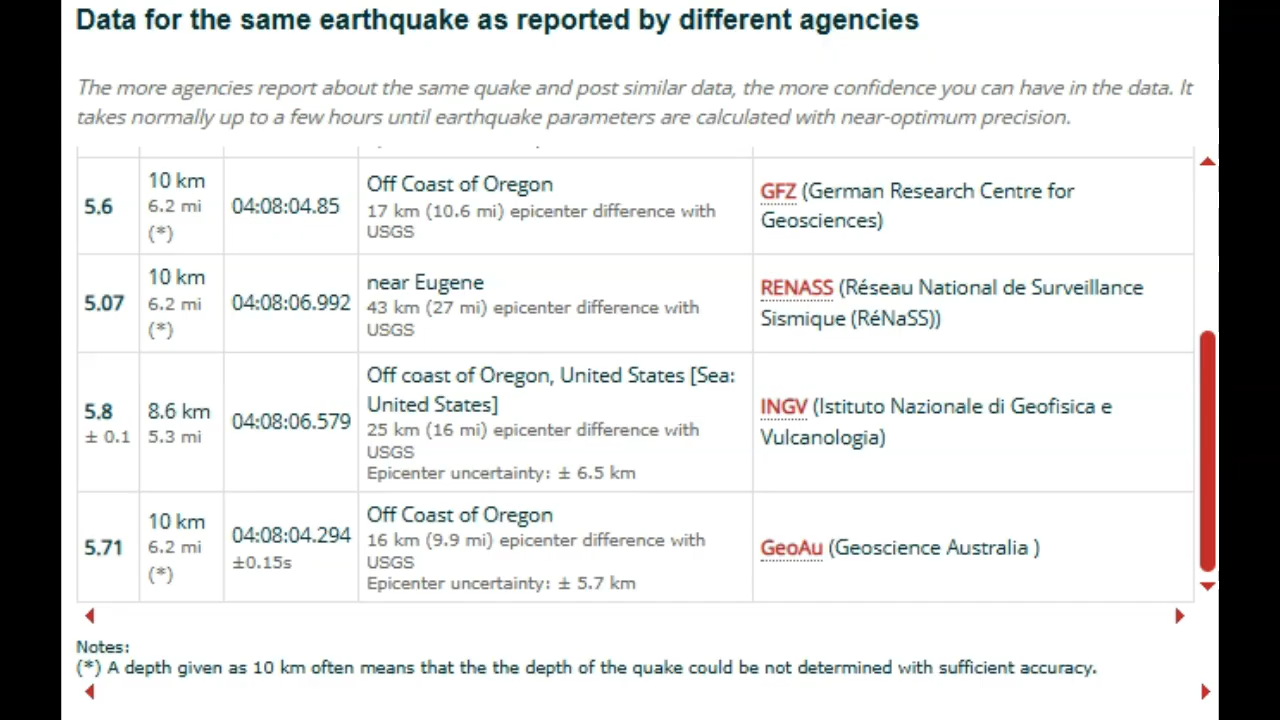 Data for the same earthquake as reported by different agencies
The more agencies report about the same quake and post similar data, the more confidence you can have in the data. It
takes normally up to a few hours until earthquake parameters are calculated with near-optimum precision.
5.6
10 km
6.2 mi
(*)
04:08:04.85
Off Coast of Oregon
17 km (10.6 mi) epicenter difference with
USGS
GFZ (German Research Centre for
Geosciences)
5.07
10 km
6.2 mi
(*)
04:08:06.992
near Eugene
43 km (27 mi) epicenter difference with
USGS
RENASS (Réseau National de Surveillance
Sismique (RéNaSS))
5.8
± 0.1
8.6 km
5.3 mi
04:08:06.579
Off coast of Oregon, United States [Sea:
United States]
25 km (16 mi) epicenter difference with
USGS
Epicenter uncertainty: ± 6.5 km
INGV (Istituto Nazionale di Geofisica e
Vulcanologia)
5.71
10 km
6.2 mi
(*)
04:08:04.294
±0.15s
Off Coast of Oregon
16 km (9.9 mi) epicenter difference with
USGS
Epicenter uncertainty: ± 5.7 km
GeoAu (Geoscience Australia )
Notes:
(*) A depth given as 10 km often means that the the depth of the quake could be not determined with sufficient accuracy.